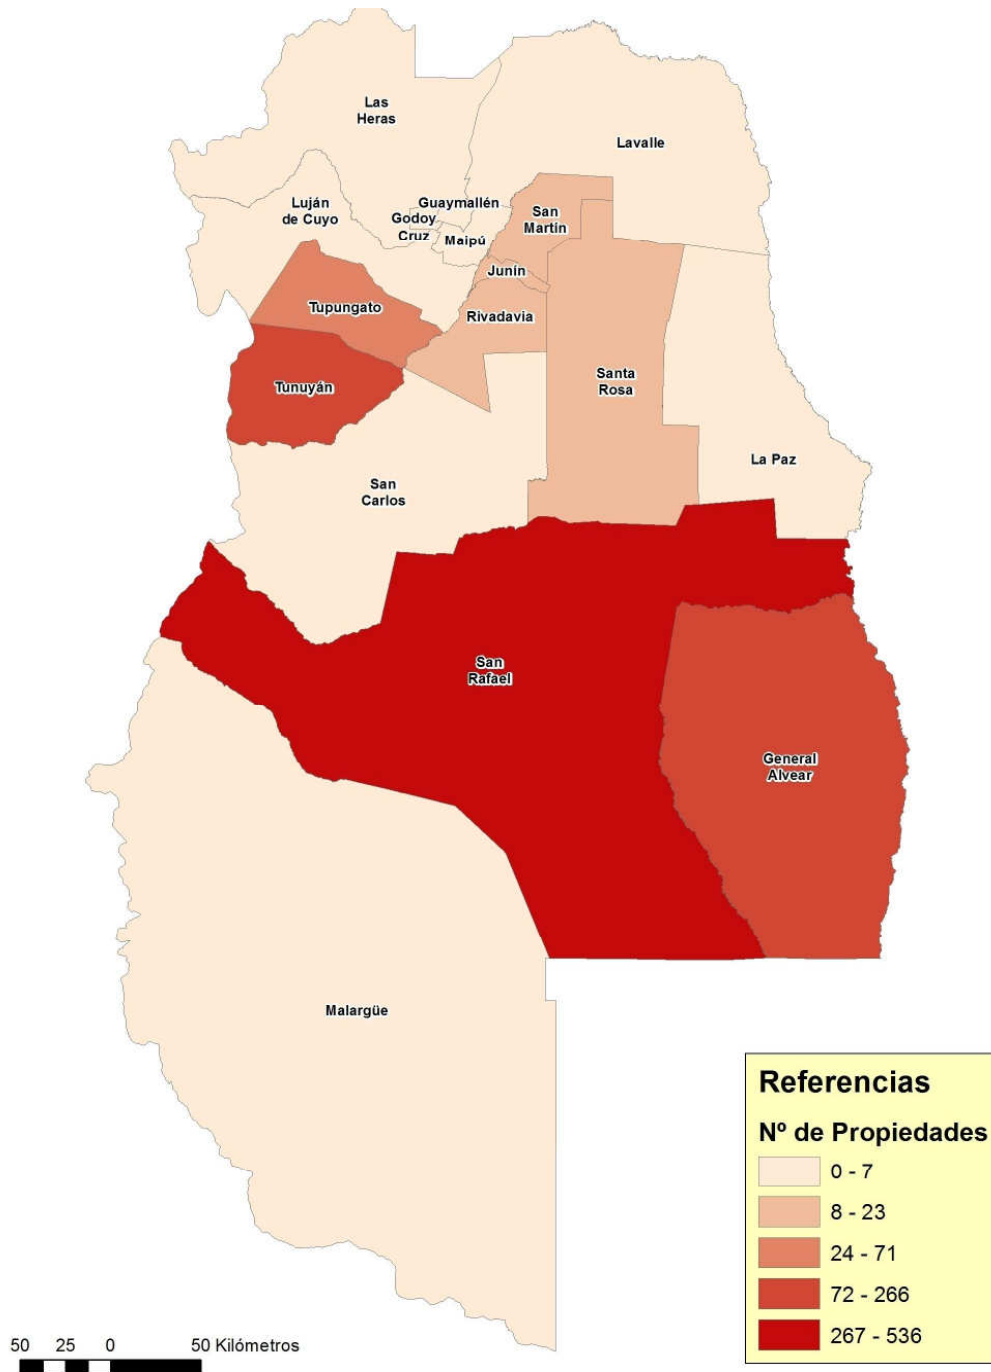 Las
Heras
Lavalle
Luján
de Cuyo
Guaymallén
Godoy
Cruz
Maipú
San
Martín
Junín
Tupungato
Rivadavia
Tunuyán
Santa
Rosa
La Paz
San
Carlos
San
Rafael
General
Alvear
Malargüe
Referencias
Nº de Propiedades
0 - 7
8 - 23
24 - 71
72 - 266
267 - 536
50 25 0 50 Kilómetros